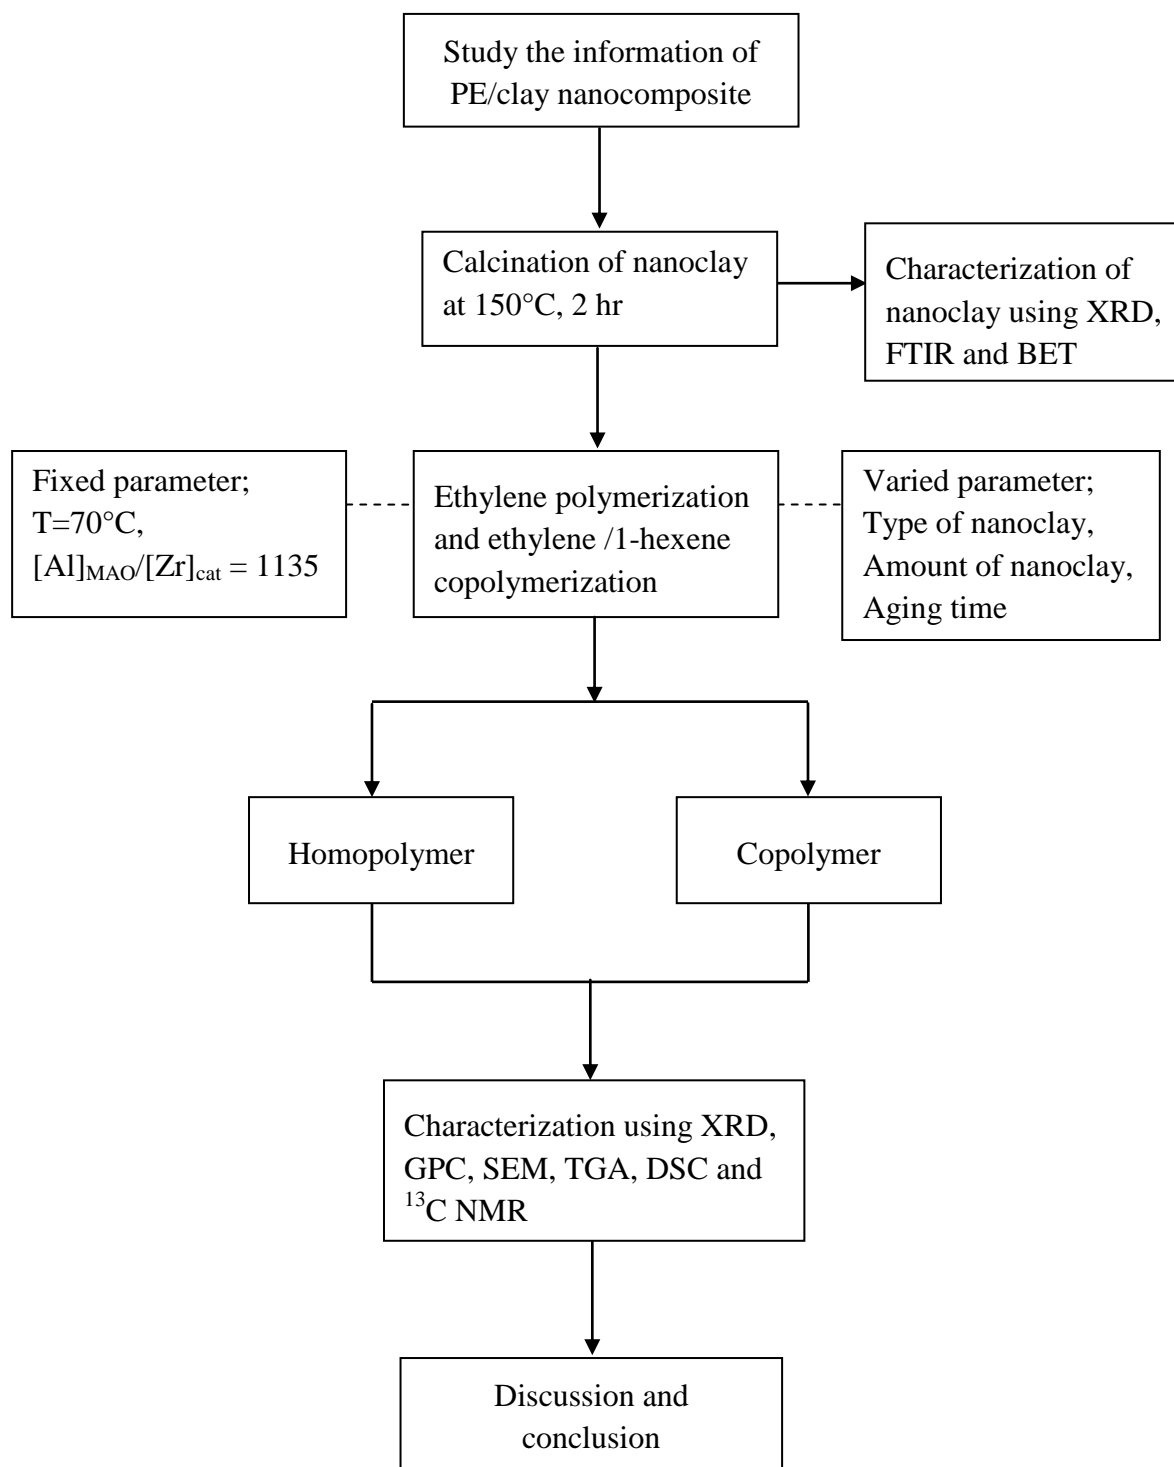 Study the information of
PE/clay nanocomposite
Calcination of nanoclay
at 150°C, 2 hr
Characterization of
nanoclay using XRD,
FTIR and BET
Fixed parameter;
T=70°C,
[Al]MAO/[Zr]cat = 1135
Ethylene polymerization
and ethylene /1-hexene
copolymerization
Varied parameter;
Type of nanoclay,
Amount of nanoclay,
Aging time
Homopolymer
Copolymer
Characterization using XRD,
GPC, SEM, TGA, DSC and
13C NMR
Discussion and
conclusion